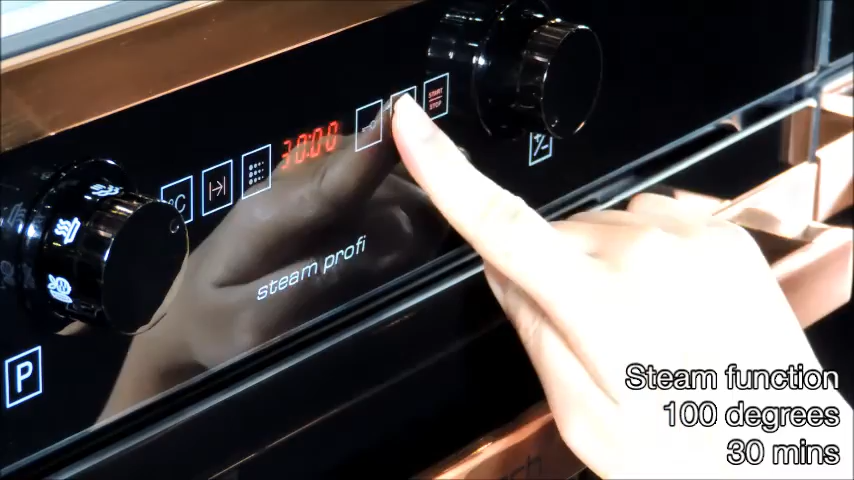 START
STOP
30:00
°C
+/-
steam profi
P
Steam function
100 degrees
30 mins